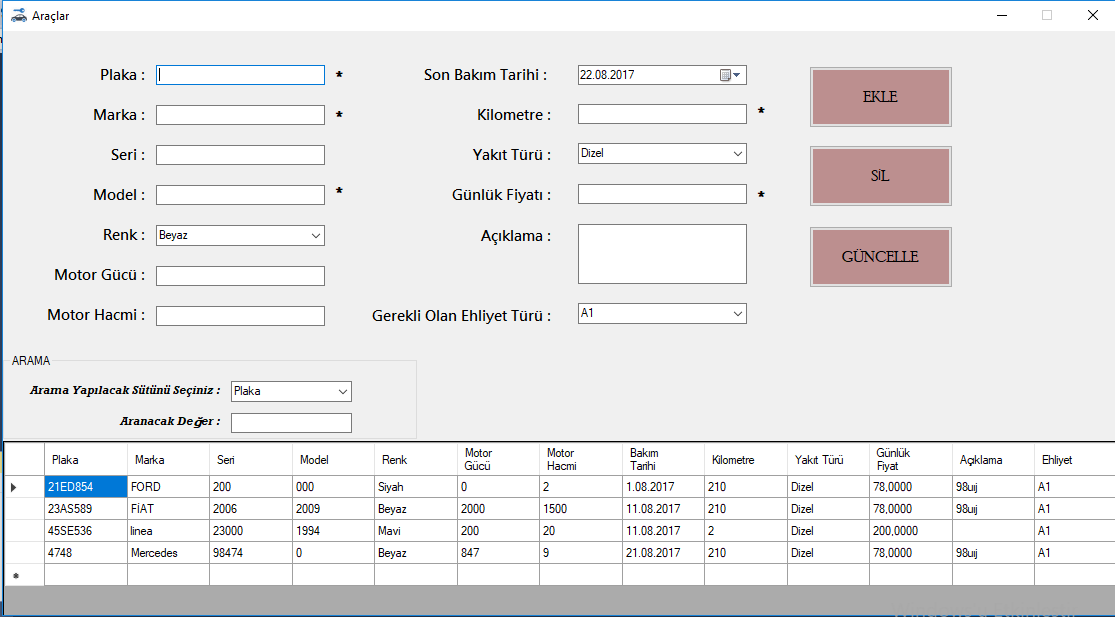 Araçlar
Plaka : *
Marka : *
Seri :
Model : *
Renk : Beyaz
Motor Gücü :
Motor Hacmi :
Son Bakım Tarihi : 22.08.2017
Kilometre : *
Yakıt Türü : Dizel
Günlük Fiyatı : *
Açıklama :
Gerekli Olan Ehliyet Türü : A1
EKLE
SİL
GÜNCELLE
ARAMA
Arama Yapılacak Sütünü Seçiniz : Plaka
Aranacak Değer :
Plaka Marka Seri Model Renk Motor Gücü Motor Hacmi Bakım Tarihi Kilometre Yakıt Türü Günlük Fiyat Açıklama Ehliyet
21ED854 FORD 200 000 Siyah 0 2 1.08.2017 210 Dizel 78,0000 98uıj A1
23AS589 FİAT 2006 2009 Beyaz 2000 1500 11.08.2017 210 Dizel 78,0000 98uıj A1
45SE536 linea 23000 1994 Mavi 200 20 11.08.2017 2 Dizel 200,0000 A1
4748 Mercedes 98474 0 Beyaz 847 9 21.08.2017 210 Dizel 78,0000 98uıj A1